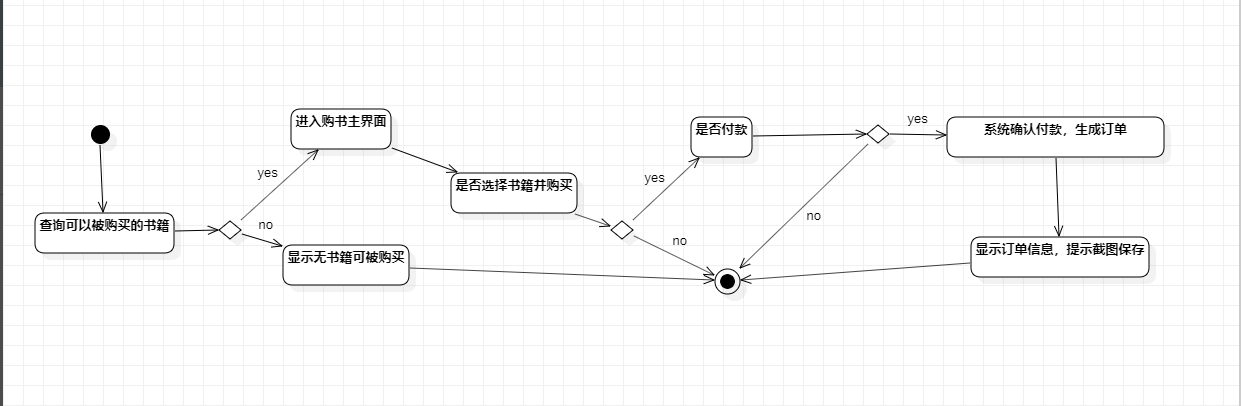 进入购书主界面
是否付款
yes
系统确认付款，生成订单
yes
是否选择书籍并购买
yes
查询可以被购买的书籍
no
no
no
显示无书籍可被购买
显示订单信息，提示截图保存